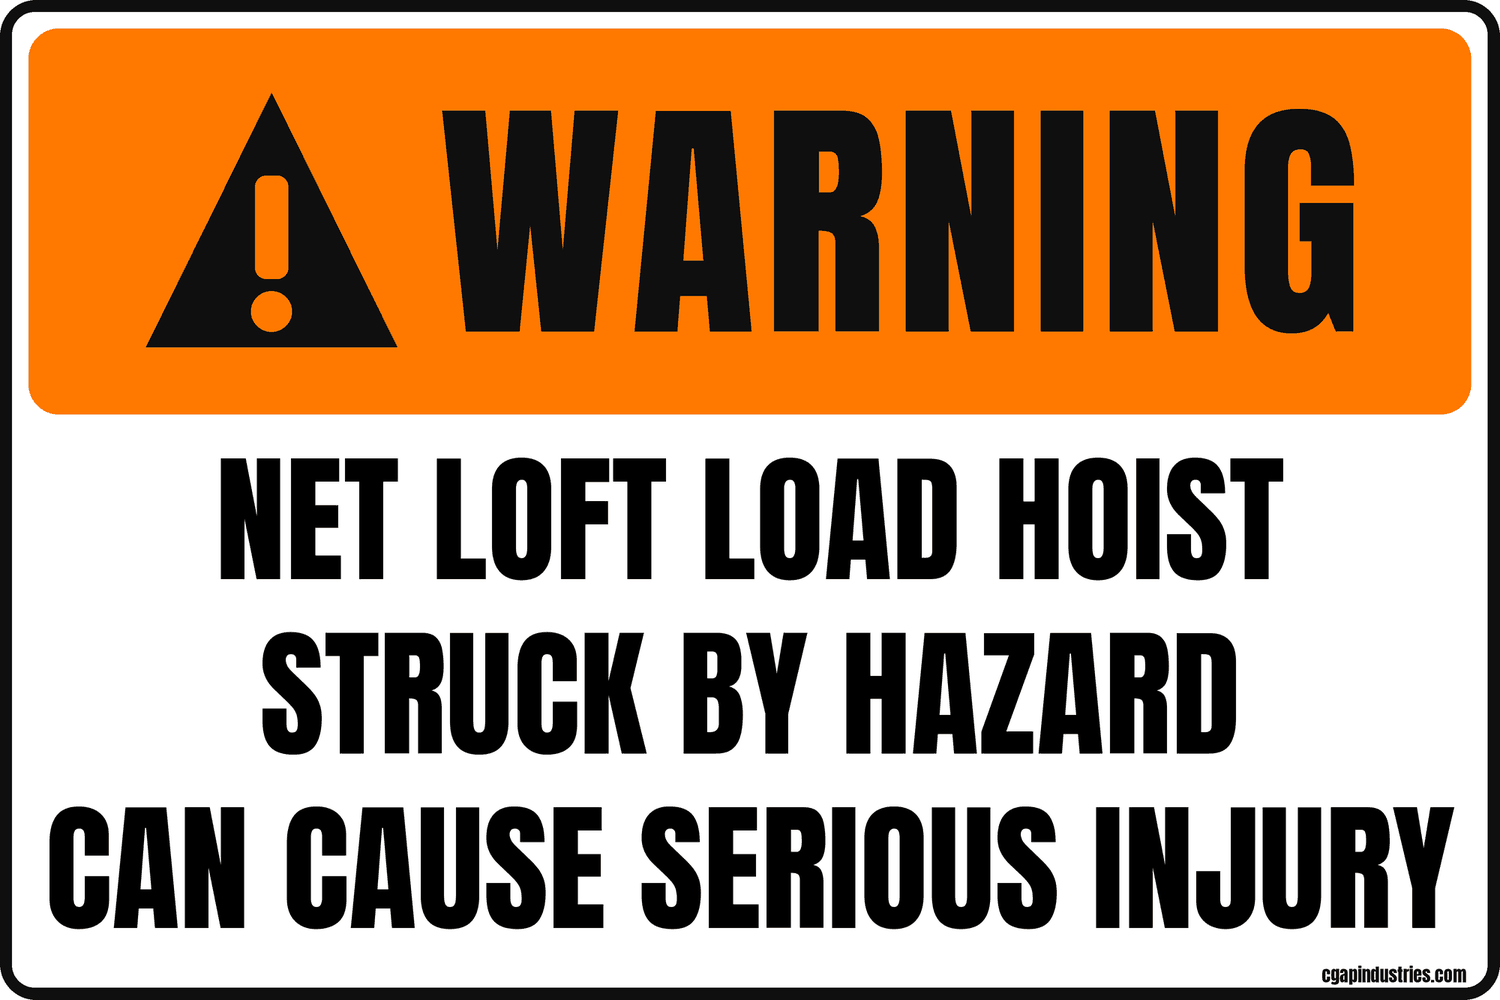 WARNING
NET LOFT LOAD HOIST
STRUCK BY HAZARD
CAN CAUSE SERIOUS INJURY
cgapindustries.com